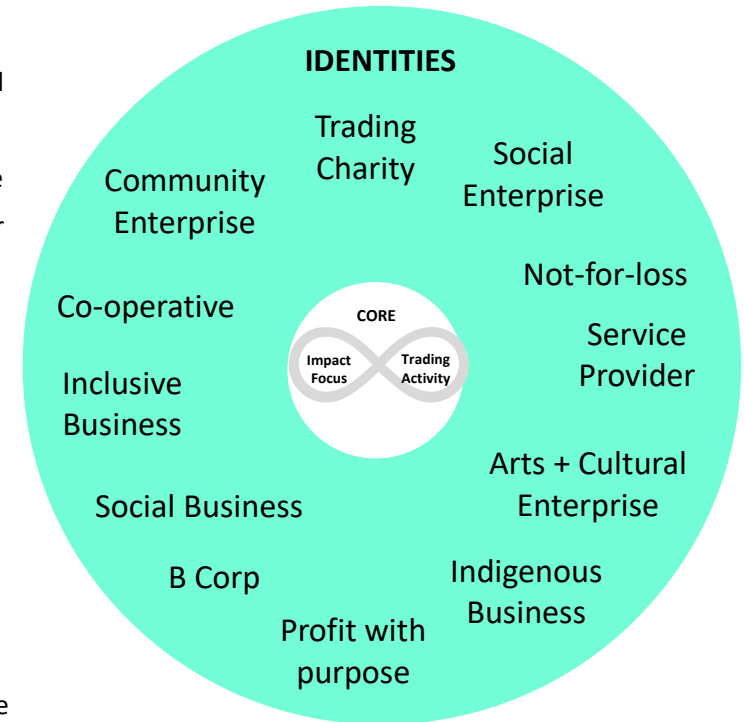 IDENTITIES
Trading
Charity
Social
Enterprise
Community
Enterprise
Not-for-loss
Co-operative
CORE
Impact
Focus
Trading
Activity
Service
Provider
Inclusive
Business
Arts + Cultural
Enterprise
Social Business
B Corp
Indigenous
Business
Profit with
purpose